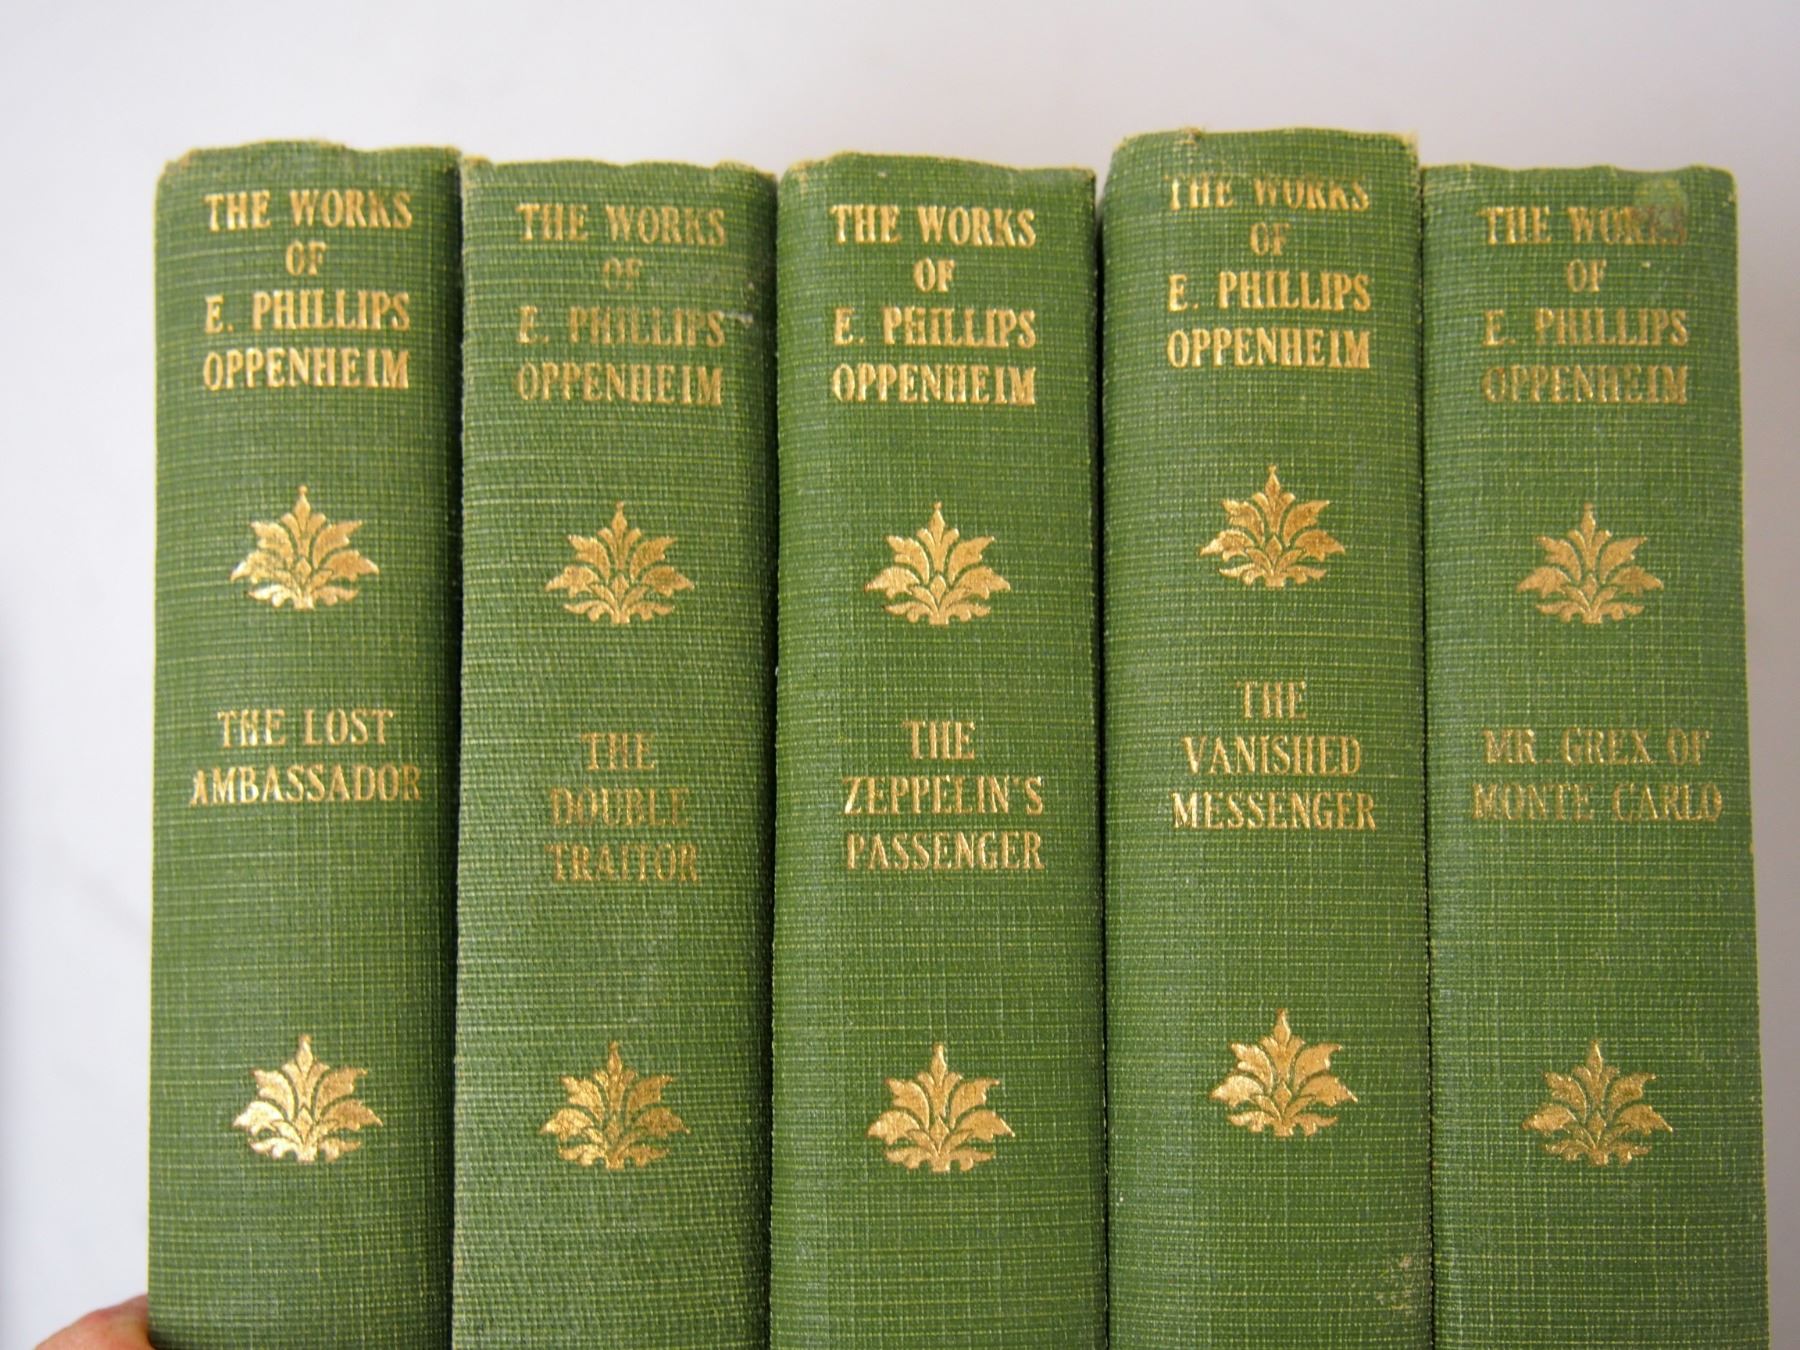 THE WORKS
OF
E. PHILLIPS
OPPENHEIM
THE LOST
AMBASSADOR
THE WORKS
OF
E. PHILLIPS
OPPENHEIM
THE
DOUBLE
TRAITOR
THE WORKS
OF
E. PHILLIPS
OPPENHEIM
THE
ZEPPELIN'S
PASSENGER
THE WORKS
OF
E. PHILLIPS
OPPENHEIM
THE
VANISHED
MESSENGER
THE WORKS
OF
E. PHILLIPS
OPPENHEIM
MR. GREX OF
MONTE CARLO